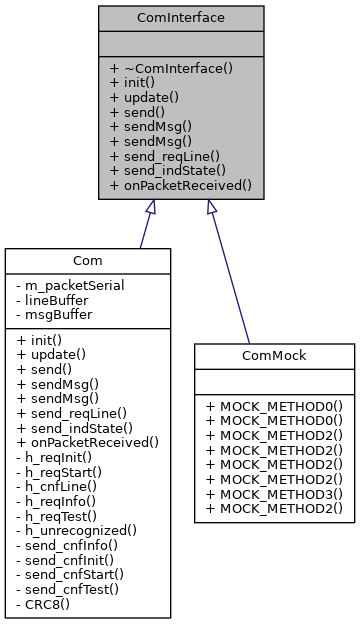 ComInterface
+ ~ComInterface()
+ init()
+ update()
+ send()
+ sendMsg()
+ sendMsg()
+ send_reqLine()
+ send_indState()
+ onPacketReceived()
Com
- m_packetSerial
- lineBuffer
- msgBuffer
+ init()
+ update()
+ send()
+ sendMsg()
+ sendMsg()
+ send_reqLine()
+ send_indState()
+ onPacketReceived()
- h_reqInit()
- h_reqStart()
- h_cnfLine()
- h_reqInfo()
- h_reqTest()
- h_unrecognized()
- send_cnfInfo()
- send_cnfInit()
- send_cnfStart()
- send_cnfTest()
- CRC8()
ComMock
+ MOCK_METHOD0()
+ MOCK_METHOD0()
+ MOCK_METHOD2()
+ MOCK_METHOD2()
+ MOCK_METHOD2()
+ MOCK_METHOD2()
+ MOCK_METHOD3()
+ MOCK_METHOD2()